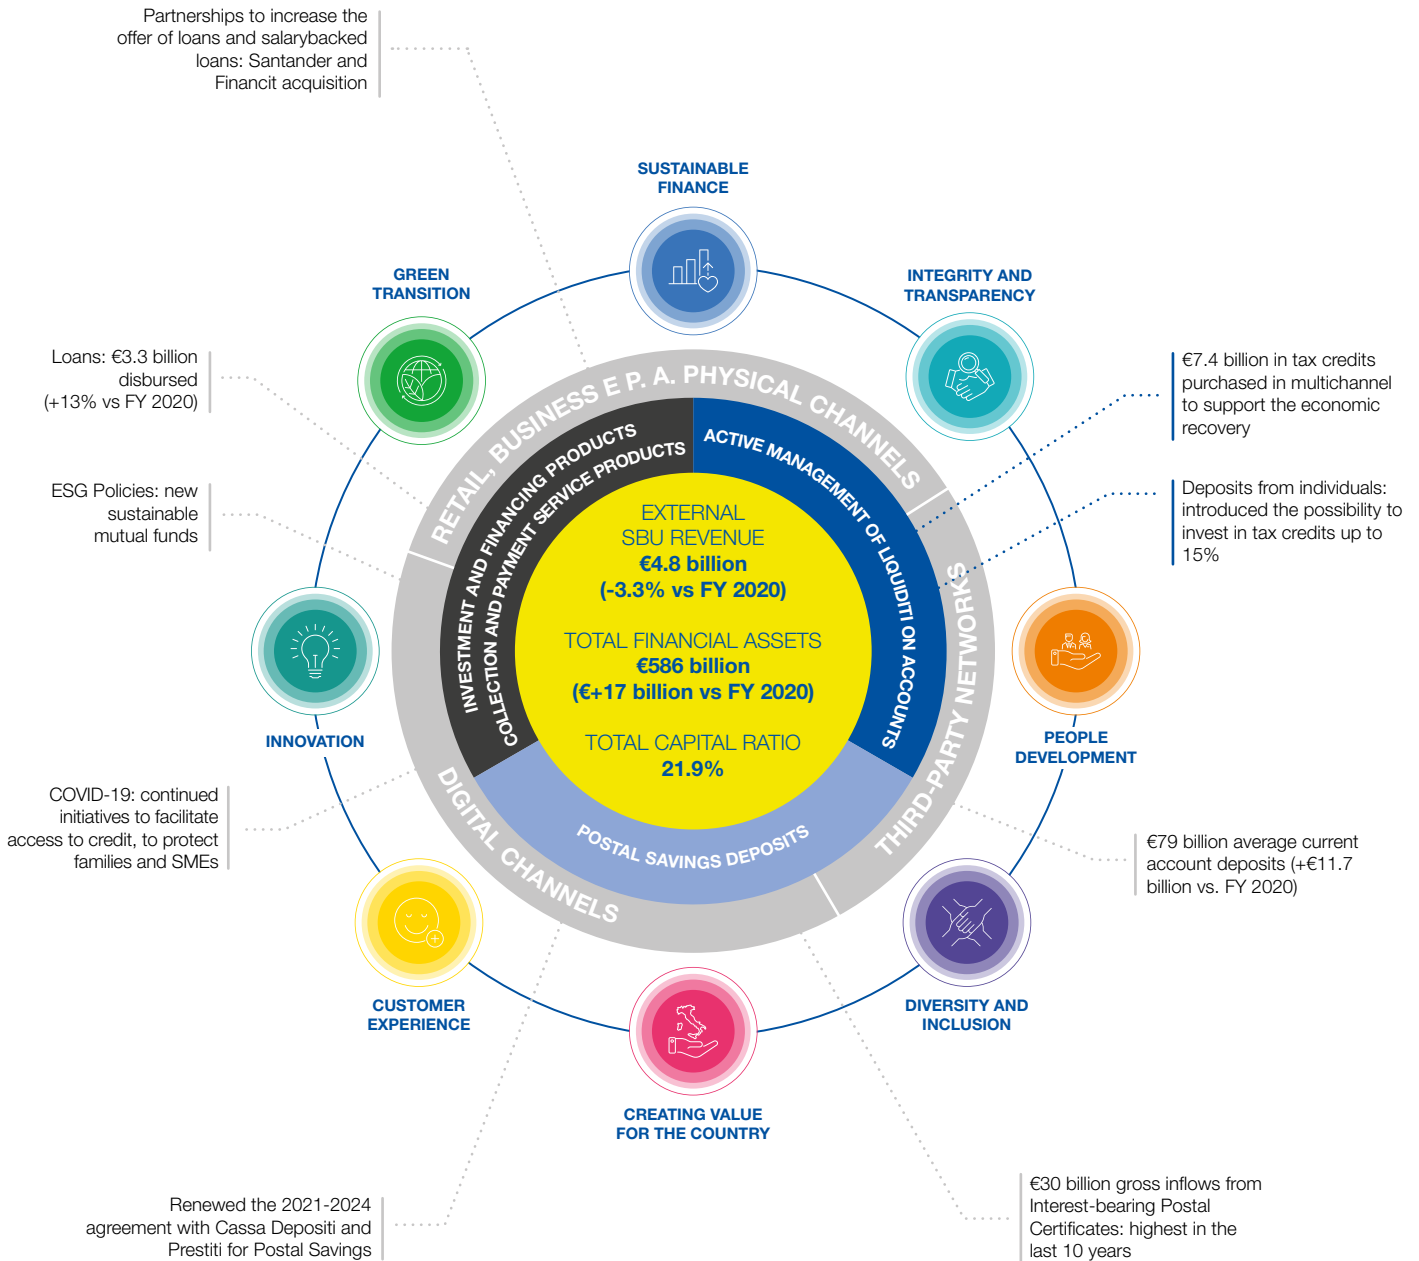 Partnerships to increase the
offer of loans and salarybacked
loans: Santander and
Financit acquisition
SUSTAINABLE
FINANCE
GREEN
TRANSITION
INTEGRITY AND
TRANSPARENCY
Loans: €3.3 billion
disbursed
(+13% vs FY 2020)
€7.4 billion in tax credits
purchased in multichannel
to support the economic
recovery
ESG Policies: new
sustainable
mutual funds
Deposits from individuals:
introduced the possibility to
invest in tax credits up to
15%
RETAIL, BUSINESS E P. A. PHYSICAL CHANNELS
THIRD-PARTY NETWORKS
DIGITAL CHANNELS
INVESTMENT AND FINANCING PRODUCTS
COLLECTION AND PAYMENT SERVICE PRODUCTS
ACTIVE MANAGEMENT OF LIQUIDITI ON ACCOUNTS
POSTAL SAVINGS DEPOSITS
EXTERNAL
SBU REVENUE
€4.8 billion
(-3.3% vs FY 2020)
TOTAL FINANCIAL ASSETS
€586 billion
(€+17 billion vs FY 2020)
TOTAL CAPITAL RATIO
21.9%
INNOVATION
PEOPLE
DEVELOPMENT
COVID-19: continued
initiatives to facilitate
access to credit, to protect
families and SMEs
€79 billion average current
account deposits (+€11.7
billion vs. FY 2020)
CUSTOMER
EXPERIENCE
DIVERSITY AND
INCLUSION
CREATING VALUE
FOR THE COUNTRY
Renewed the 2021-2024
agreement with Cassa Depositi and
Prestiti for Postal Savings
€30 billion gross inflows from
Interest-bearing Postal
Certificates: highest in the
last 10 years